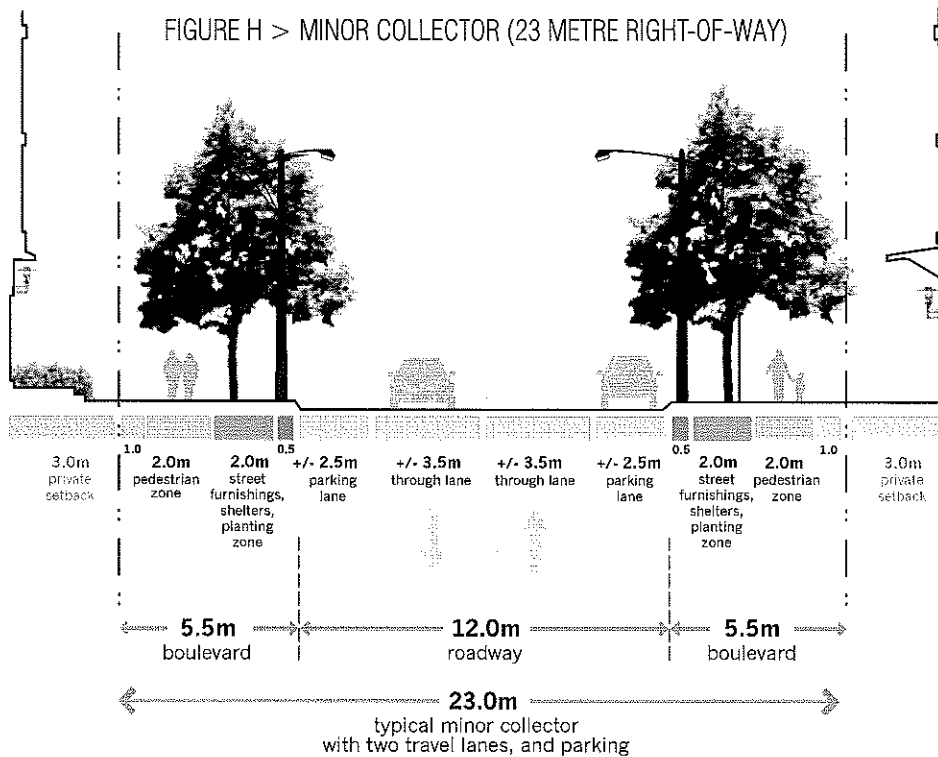 FIGURE H > MINOR COLLECTOR (23 METRE RIGHT-OF-WAY)
3.0m
private
setback
1.0
2.0m
pedestrian
zone
2.0m
street
furnishings,
shelters,
planting
zone
0.5
+/- 2.5m
parking
lane
+/- 3.5m
through lane
+/- 3.5m
through lane
+/- 2.5m
parking
lane
0.5
2.0m
street
furnishings,
shelters,
planting
zone
2.0m
pedestrian
zone
1.0
3.0m
private
setback
5.5m
boulevard
12.0m
roadway
5.5m
boulevard
23.0m
typical minor collector
with two travel lanes, and parking